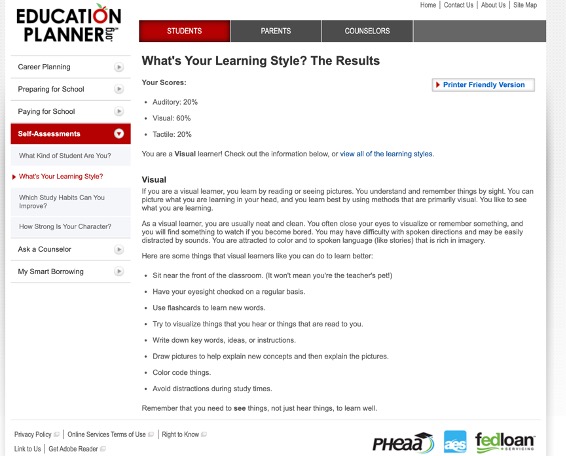 Home | Contact Us | About Us | Site Map
EDUCATION
PLANNER.org
STUDENTS PARENTS COUNSELORS
Career Planning
Preparing for School
Paying for School
Self-Assessments
What Kind of Student Are You?
What's Your Learning Style?
Which Study Habits Can You
Improve?
How Strong Is Your Character?
Ask a Counselor
My Smart Borrowing
What's Your Learning Style? The Results
Printer Friendly Version
Your Scores:
• Auditory: 20%
• Visual: 60%
• Tactile: 20%
You are a Visual learner! Check out the information below, or view all of the learning styles.
Visual
If you are a visual learner, you learn by reading or seeing pictures. You understand and remember things by sight. You can
picture what you are learning in your head, and you learn best by using methods that are primarily visual. You like to see
what you are learning.
As a visual learner, you are usually neat and clean. You often close your eyes to visualize or remember something, and
you will find something to watch if you become bored. You may have difficulty with spoken directions and may be easily
distracted by sounds. You are attracted to color and to spoken language (like stories) that is rich in imagery.
Here are some things that visual learners like you can do to learn better:
• Sit near the front of the classroom. (It won't mean you're the teacher's pet!)
• Have your eyesight checked on a regular basis.
• Use flashcards to learn new words.
• Try to visualize things that you hear or things that are read to you.
• Write down key words, ideas, or instructions.
• Draw pictures to help explain new concepts and then explain the pictures.
• Color code things.
• Avoid distractions during study times.
Remember that you need to see things, not just hear things, to learn well.
Privacy Policy | Online Services Terms of Use | Right to Know
Link to Us | Get Adobe Reader
PHEAA aes fedloan
SERVICING